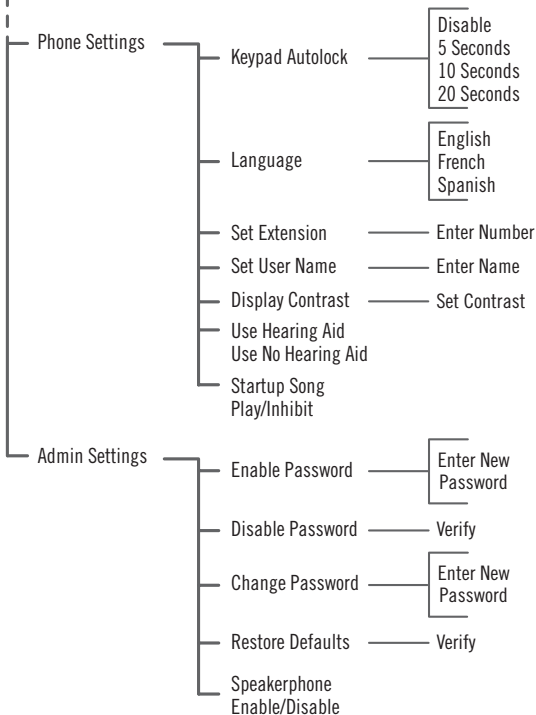 Phone Settings
Keypad Autolock
Disable
5 Seconds
10 Seconds
20 Seconds
Language
English
French
Spanish
Set Extension
Enter Number
Set User Name
Enter Name
Display Contrast
Set Contrast
Use Hearing Aid
Use No Hearing Aid
Startup Song
Play/Inhibit
Admin Settings
Enable Password
Enter New
Password
Disable Password
Verify
Change Password
Enter New
Password
Restore Defaults
Verify
Speakerphone
Enable/Disable